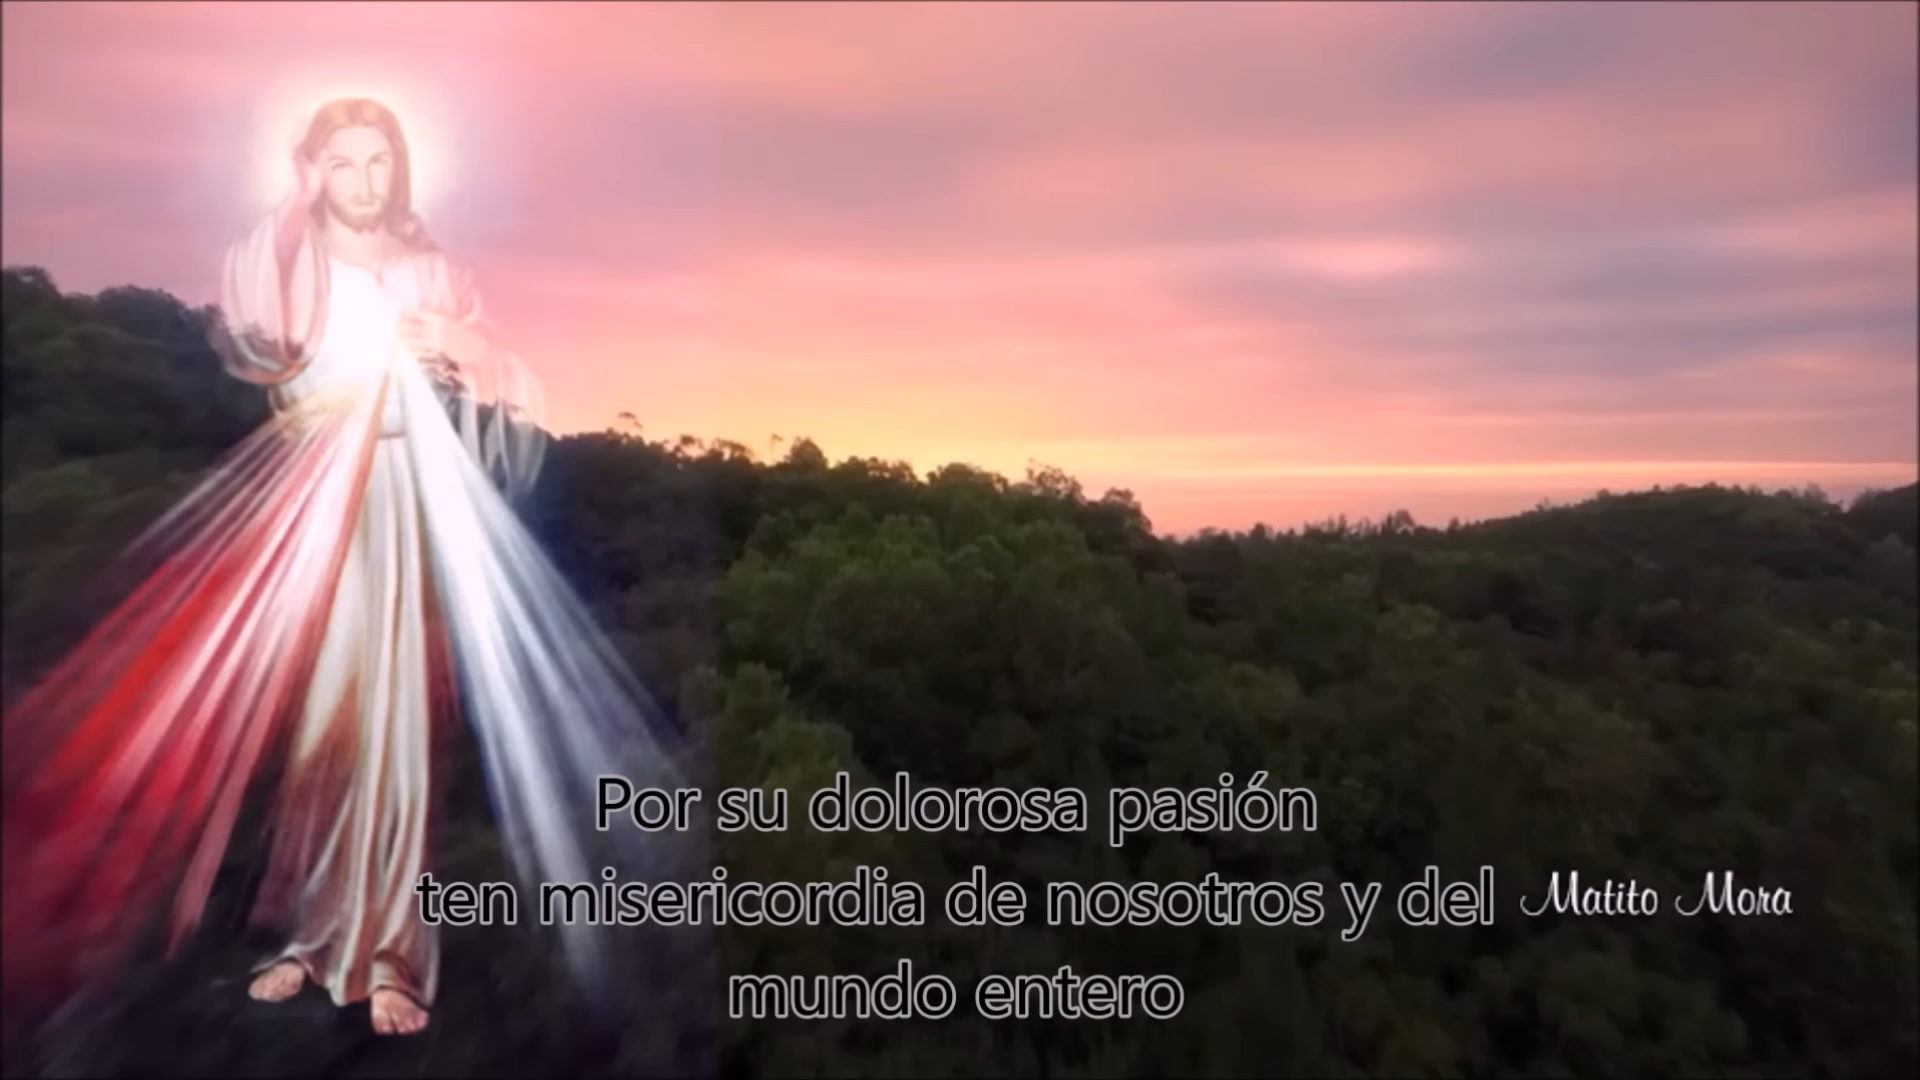 Por su dolorosa pasión
ten misericordia de nosotros y del
mundo entero
Matito Mora